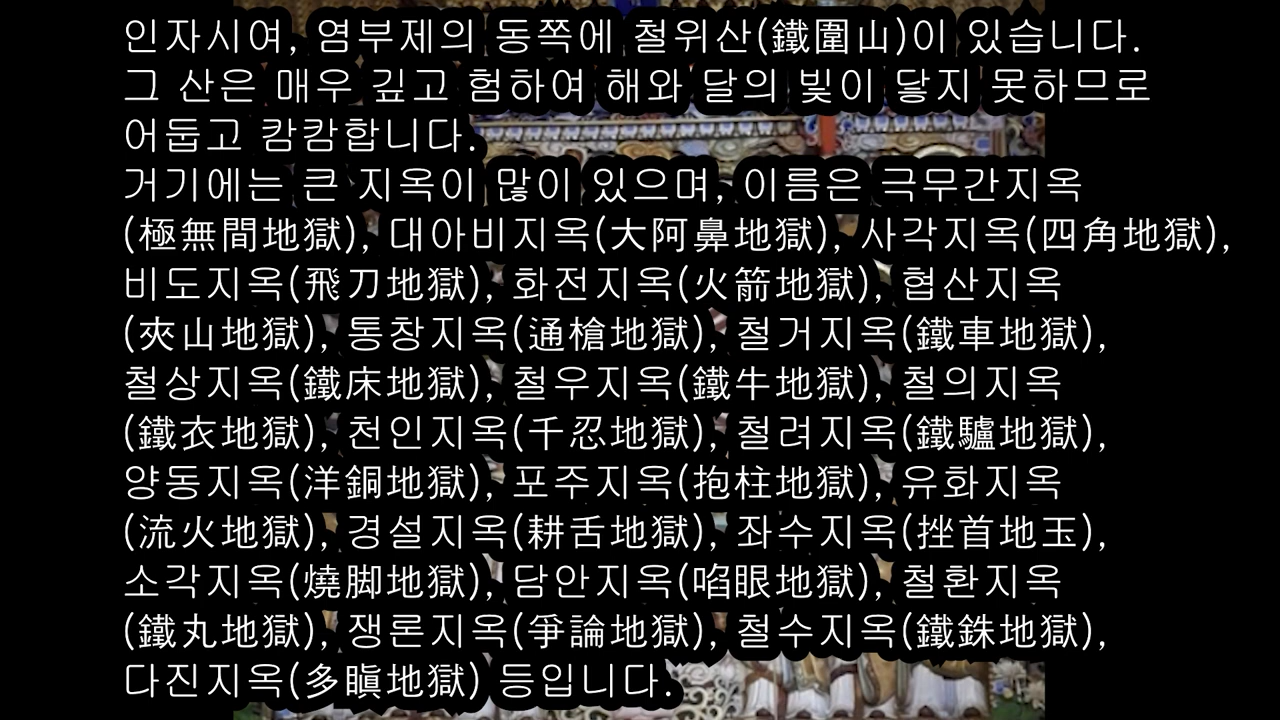 인자시여, 염부제의 동쪽에 철위산(鐵圍山)이 있습니다.
그 산은 매우 깊고 험하여 해와 달의 빛이 닿지 못하므로
어둡고 캄캄합니다.
거기에는 큰 지옥이 많이 있으며, 이름은 극무간지옥
(極無間地獄), 대아비지옥(大阿鼻地獄), 사각지옥(四角地獄),
비도지옥(飛刀地獄), 화전지옥(火箭地獄), 협산지옥
(夾山地獄), 통창지옥(通槍地獄), 철거지옥(鐵車地獄),
철상지옥(鐵床地獄), 철우지옥(鐵牛地獄), 철의지옥
(鐵衣地獄), 천인지옥(千忍地獄), 철려지옥(鐵驢地獄),
양동지옥(洋銅地獄), 포주지옥(抱柱地獄), 유화지옥
(流火地獄), 경설지옥(耕舌地獄), 좌수지옥(挫首地玉),
소각지옥(燒脚地獄), 담안지옥(啗眼地獄), 철환지옥
(鐵丸地獄), 쟁론지옥(爭論地獄), 철수지옥(鐵銖地獄),
다진지옥(多瞋地獄) 등입니다.